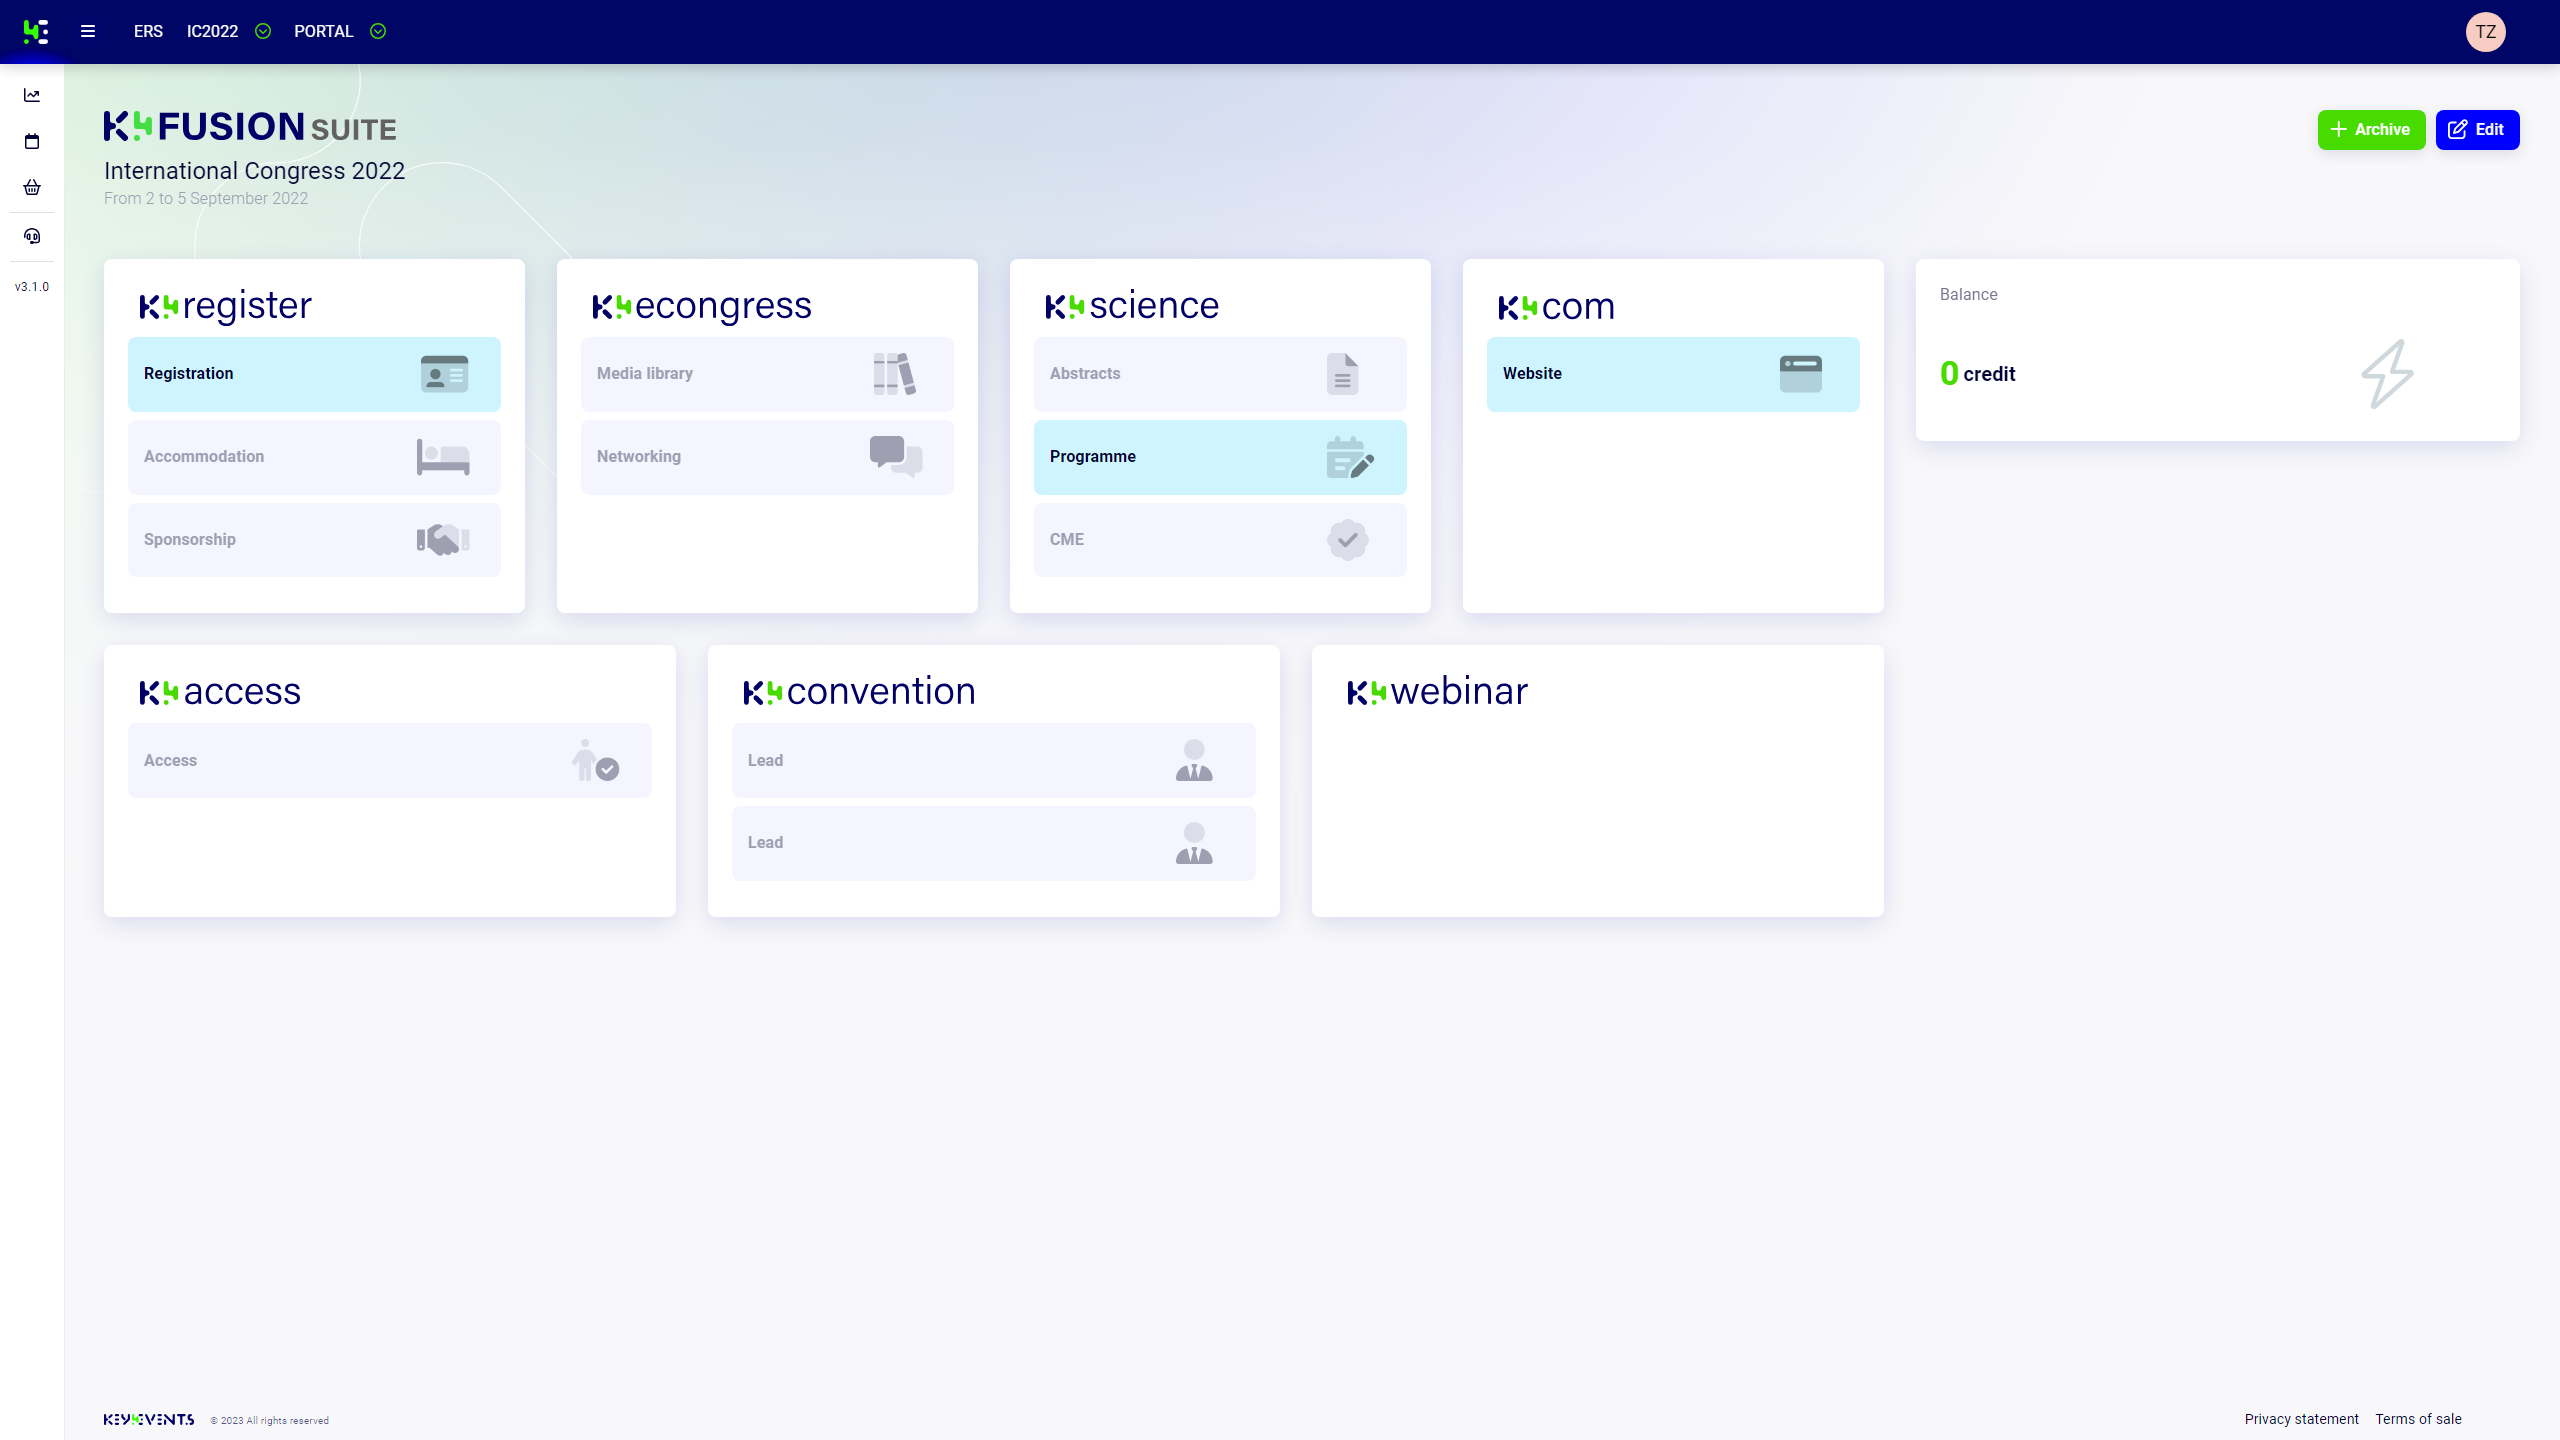 ERS IC2022 PORTAL TZ
v3.1.0
K4 FUSION SUITE
International Congress 2022
From 2 to 5 September 2022
Archive Edit
K4register
Registration
Accommodation
Sponsorship
K4econgress
Media library
Networking
K4science
Abstracts
Programme
CME
K4com
Website
Balance
0 credit
K4access
Access
K4convention
Lead
Lead
K4webinar
KEY4EVENTS © 2023 All rights reserved
Privacy statement Terms of sale